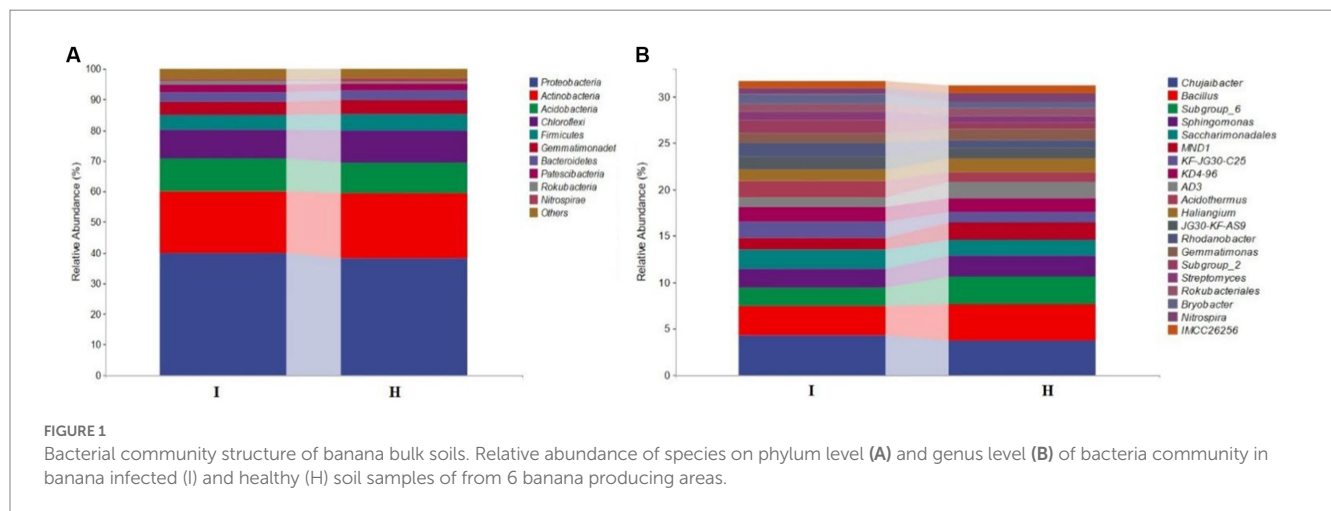 A
Relative Abundance (%)
100
90
80
70
60
50
40
30
20
10
0
I
H
Proteobacteria
Actinobacteria
Acidobacteria
Chloroflexi
Firmicutes
Gemmatimonadet
Bacteroidetes
Patescibacteria
Rokubacteria
Nitrospirae
Others
B
Relative Abundance (%)
30
25
20
15
10
5
0
I
H
Chujaibacter
Bacillus
Subgroup_6
Sphingomonas
Saccharimonadales
MND1
KF-JG30-C25
KD4-96
AD3
Acidothermus
Haliangium
JG30-KF-AS9
Rhodanobacter
Gemmatimonas
Subgroup_2
Streptomyces
Rokubacteriales
Bryobacter
Nitrospira
IMCC26256
FIGURE 1
Bacterial community structure of banana bulk soils. Relative abundance of species on phylum level (A) and genus level (B) of bacteria community in
banana infected (I) and healthy (H) soil samples of from 6 banana producing areas.